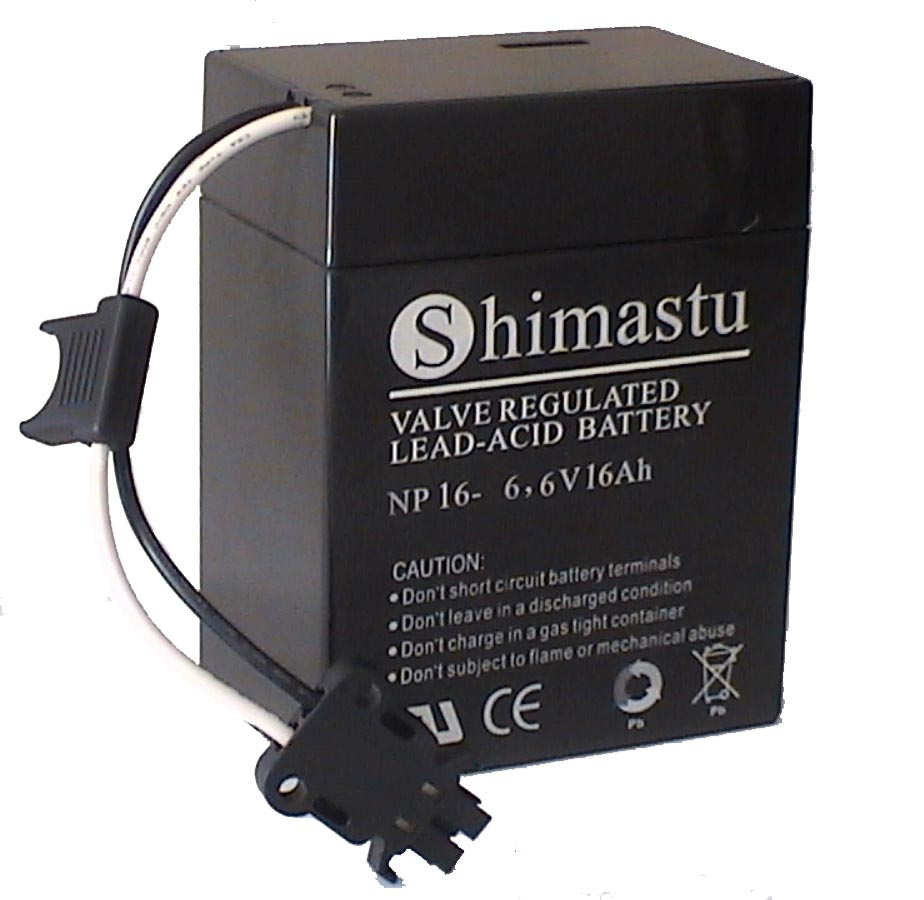 Shimastu
VALVE REGULATED
LEAD-ACID BATTERY
NP 16- 6,6V16Ah
CAUTION:
•Don't short circuit battery terminals
•Don't leave in a discharged condition
•Don't charge in a gas tight container
•Don't subject to flame or mechanical abuse
CE
Pb
Pb